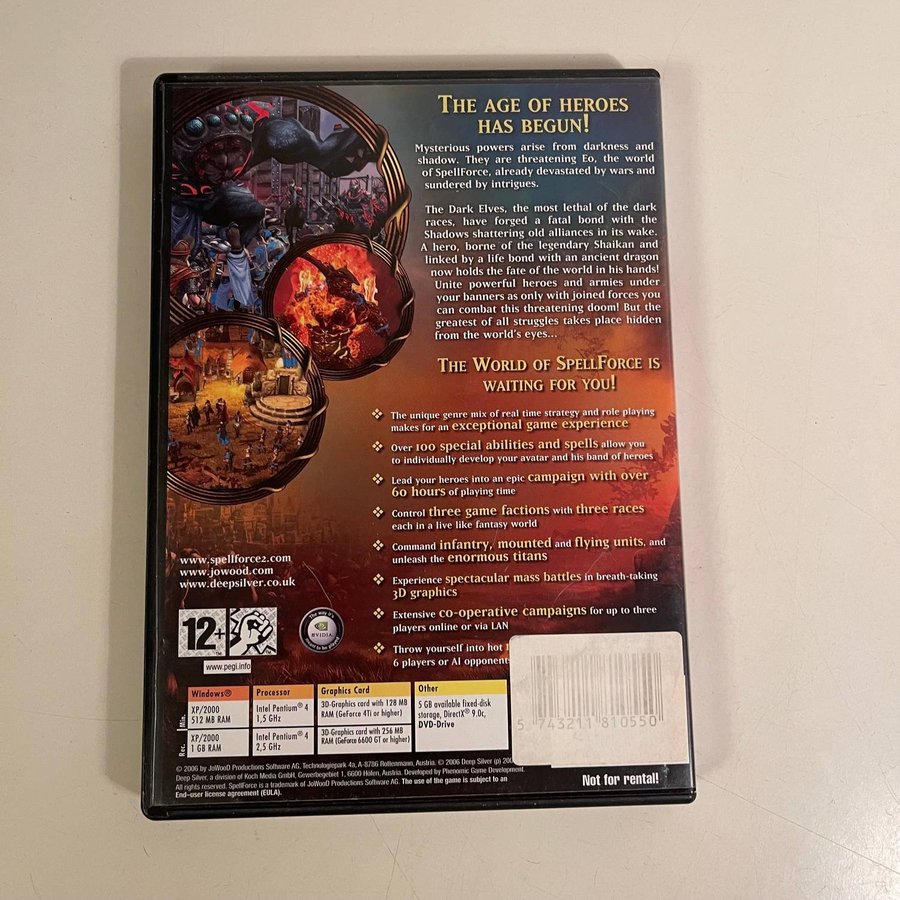 THE AGE OF HEROES
HAS BEGUN!
Mysterious powers arise from darkness and
shadow. They are threatening Eo, the world
of SpellForce, already devastated by wars and
sundered by intrigues.
The Dark Elves, the most lethal of the dark
races, have forged a fatal bond with the
Shadows shattering old alliances in its wake.
A hero, borne of the legendary Shaikan and
linked by a life bond with an ancient dragon
now holds the fate of the world in his hands!
Unite powerful heroes and armies under
your banners as only with joined forces you
can combat this threatening doom! But the
greatest of all struggles takes place hidden
from the world's eyes...
THE WORLD OF SPELLFORCE IS
WAITING FOR YOU!
The unique genre mix of real time strategy and role playing
makes for an exceptional game experience
Over 100 special abilities and spells allow you
to individually develop your avatar and his band of heroes
Lead your heroes into an epic campaign with over
60 hours of playing time
Control three game factions with three races
each in a live like fantasy world
Command infantry, mounted and flying units, and
unleash the enormous titans
Experience spectacular mass battles in breath-taking
3D graphics
Extensive co-operative campaigns for up to three
players online or via LAN
Throw yourself into hot
6 players or AI opponents
www.spellforce2.com
www.jowood.com
www.deepsilver.co.uk
12+
www.pegi.info
The way it's
NVIDIA
meant to be played
Windows® Processor Graphics Card Other
Min. XP/2000 512 MB RAM Intel Pentium® 4 1,5 GHz 3D-Graphics card with 128 MB RAM (GeForce 4Ti or higher) 5 GB available fixed-disk storage, DirectX® 9.0c, DVD-Drive
Rec. XP/2000 1 GB RAM Intel Pentium® 4 2,5 GHz 3D-Graphics card with 256 MB RAM (GeForce 6600 GT or higher)
5 743211 810550
© 2006 by JoWooD Productions Software AG, Technologiepark 4a, A-8786 Rottenmann, Austria. © 2006 Deep Silver (p) 200
Deep Silver, a division of Koch Media GmbH, Gewerbegebiet 1, 6600 Höfen, Austria. Developed by Phenomic Game Development.
All rights reserved. SpellForce is a trademark of JoWooD Productions Software AG. The use of the game is subject to an
End-user license agreement (EULA).
Not for rental!